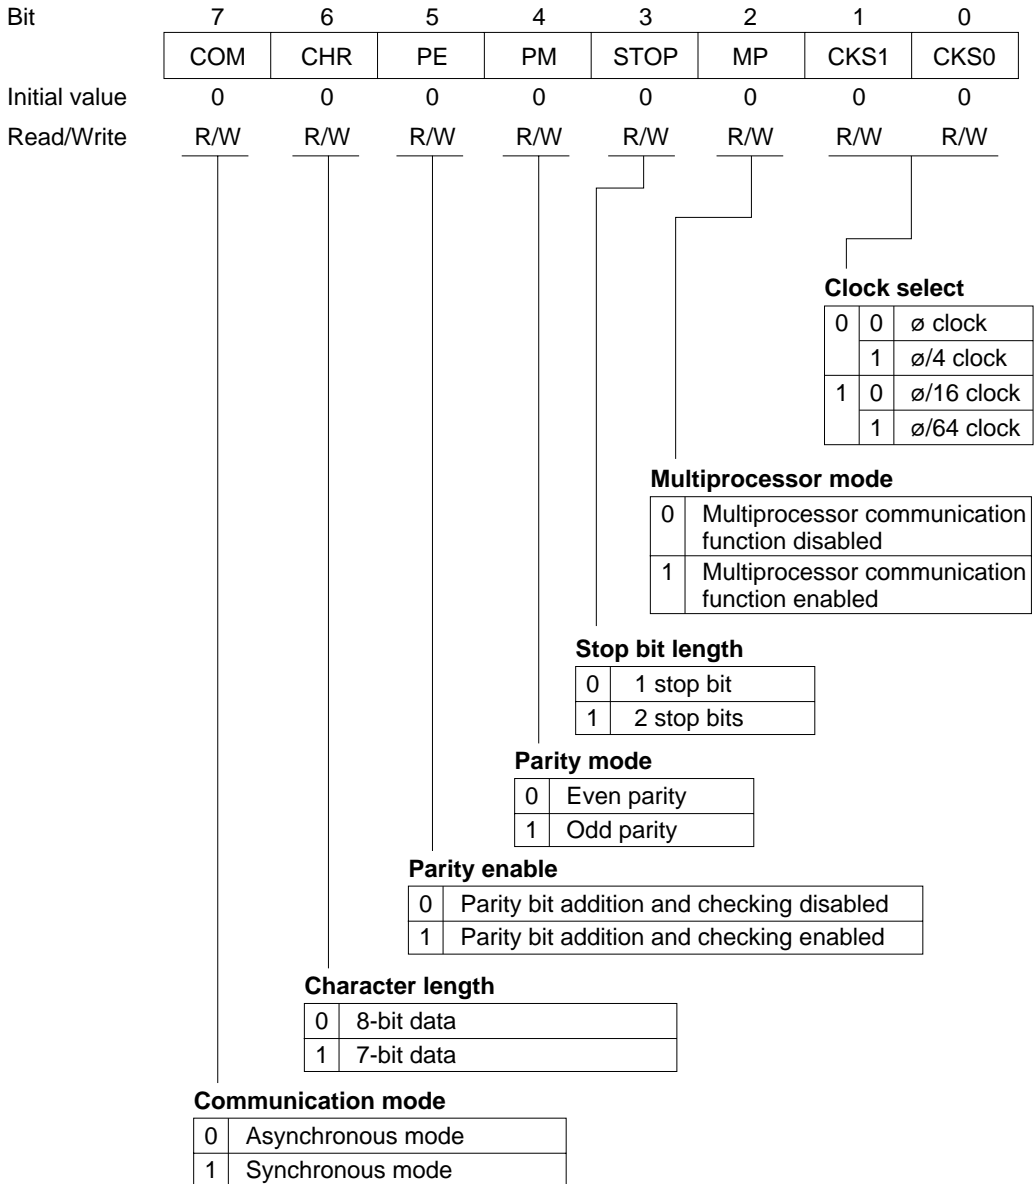 Bit 7 6 5 4 3 2 1 0
COM CHR PE PM STOP MP CKS1 CKS0
Initial value 0 0 0 0 0 0 0 0
Read/Write R/W R/W R/W R/W R/W R/W R/W R/W
Clock select
0 0 ø clock
1 ø/4 clock
1 0 ø/16 clock
1 ø/64 clock
Multiprocessor mode
0 Multiprocessor communication
function disabled
1 Multiprocessor communication
function enabled
Stop bit length
0 1 stop bit
1 2 stop bits
Parity mode
0 Even parity
1 Odd parity
Parity enable
0 Parity bit addition and checking disabled
1 Parity bit addition and checking enabled
Character length
0 8-bit data
1 7-bit data
Communication mode
0 Asynchronous mode
1 Synchronous mode